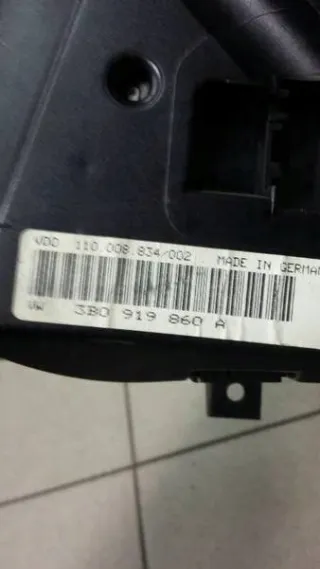 VDO 110.008.834/002 MADE IN GERMAN
VW 3B0 919 860 A